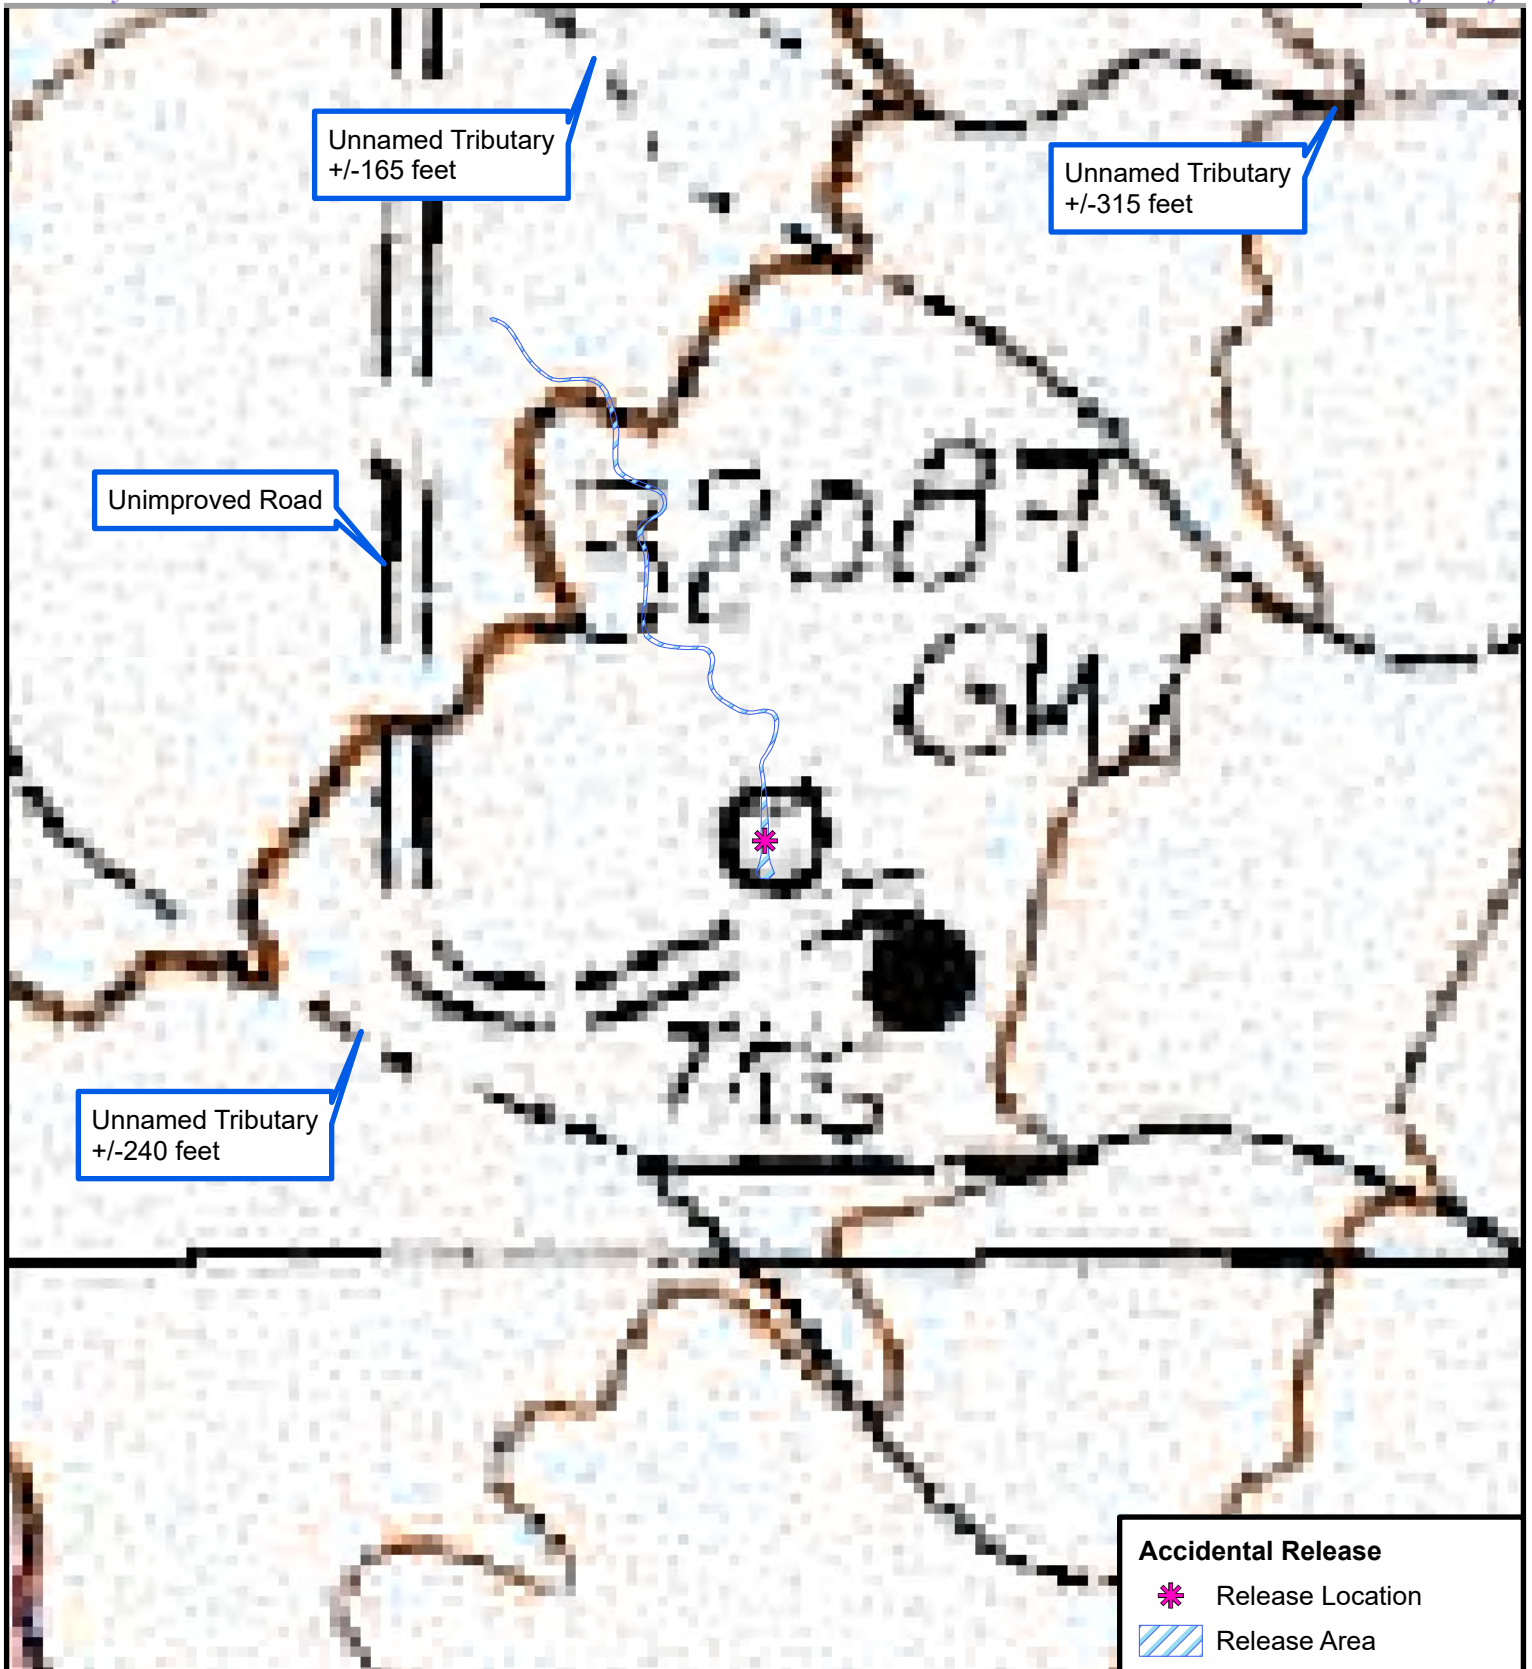 Unnamed Tributary
+/-165 feet
Unnamed Tributary
+/-315 feet
Unimproved Road
Unnamed Tributary
+/-240 feet
Accidental Release
Release Location
Release Area